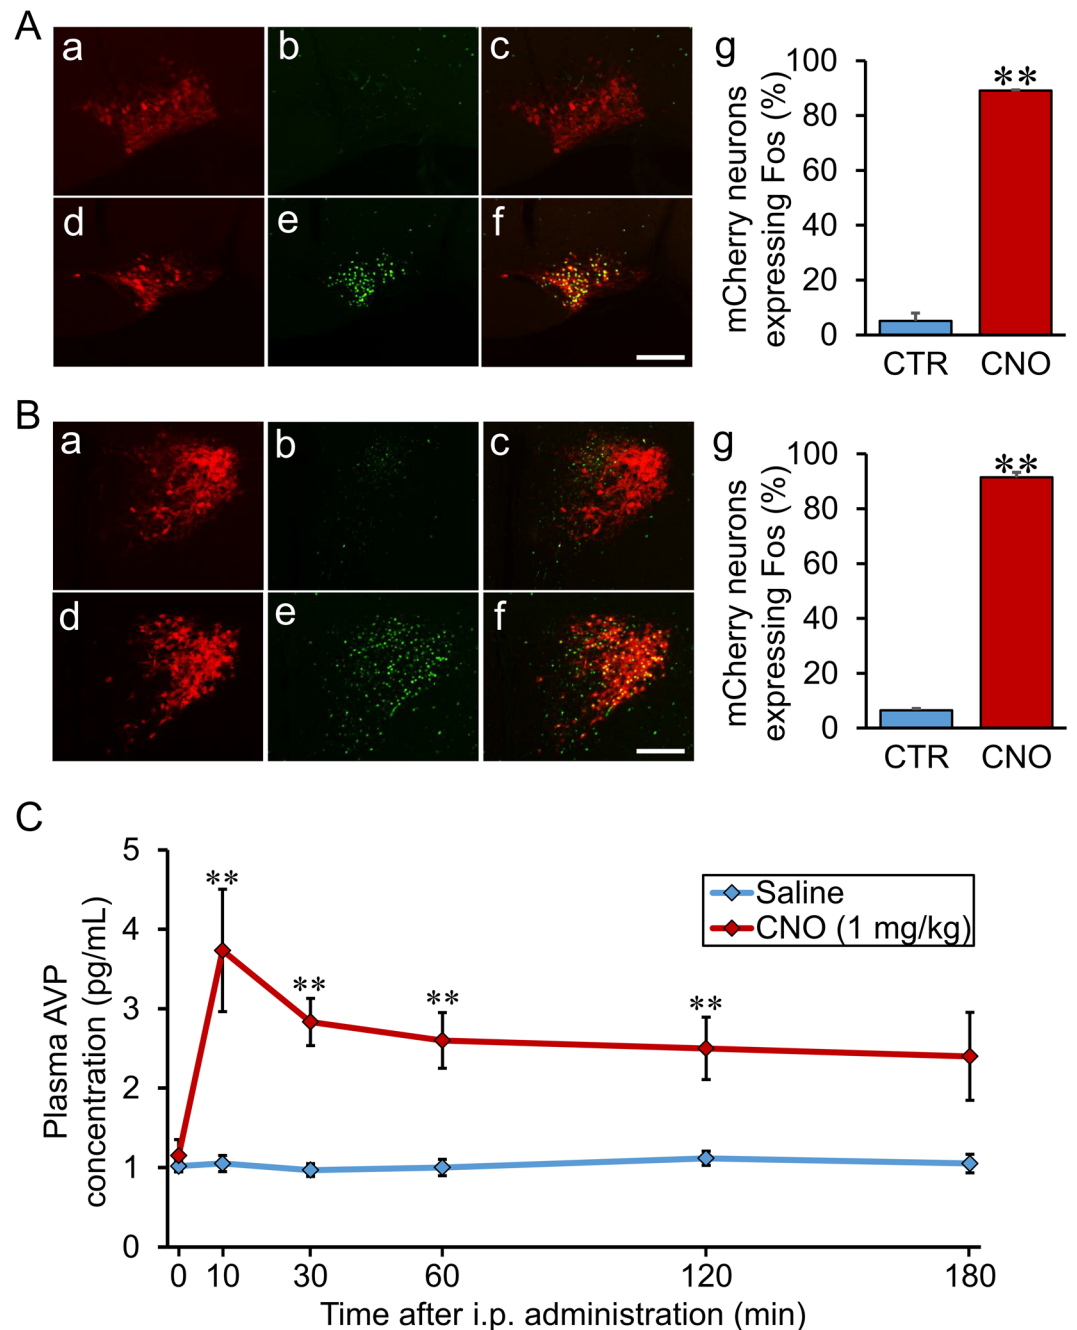 A
a
b
c
d
e
f
g
mCherry neurons
expressing Fos (%)
100
80
60
40
20
0
**
CTR
CNO
B
a
b
c
d
e
f
g
mCherry neurons
expressing Fos (%)
100
80
60
40
20
0
**
CTR
CNO
C
Plasma AVP
concentration (pg/mL)
5
4
3
2
1
0
**
**
**
**
Saline
CNO (1 mg/kg)
0 10 30 60 120 180
Time after i.p. administration (min)